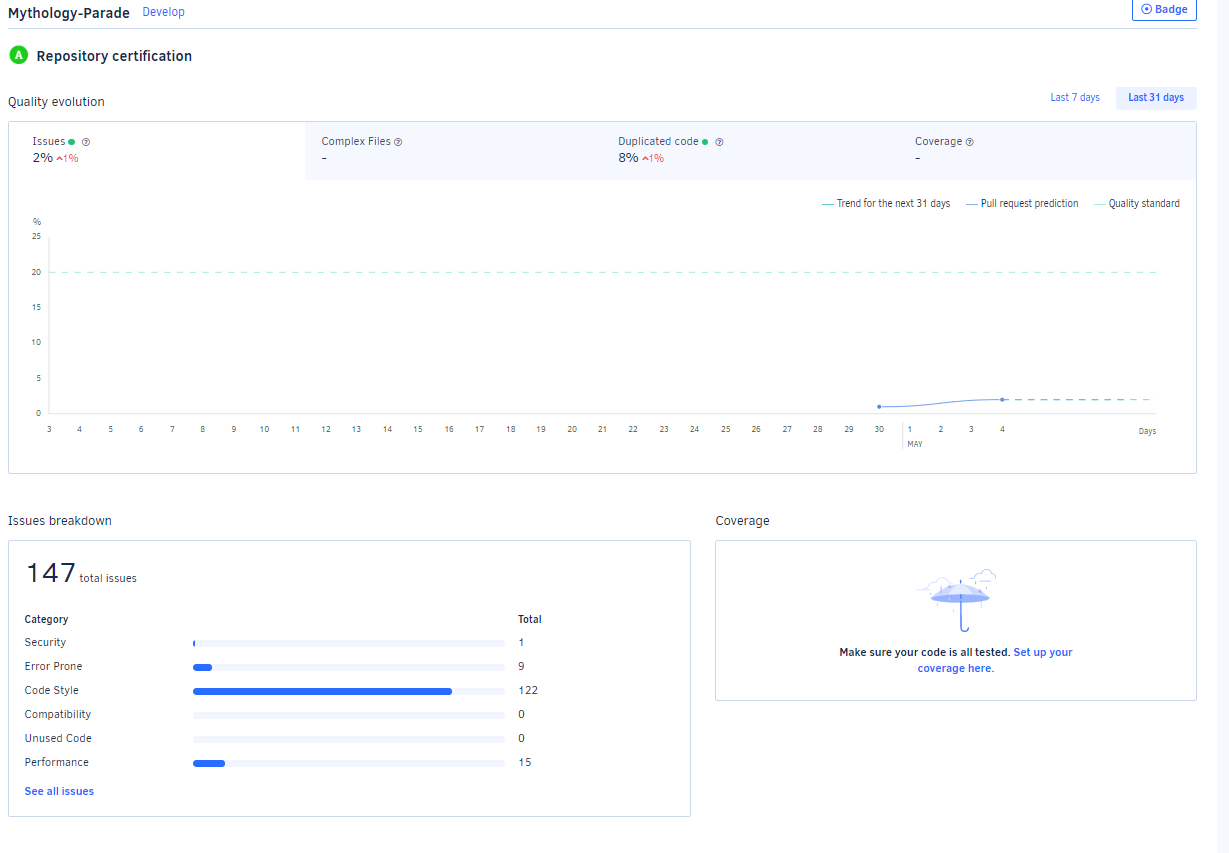 Mythology-Parade Develop
Badge
A Repository certification
Quality evolution
Last 7 days Last 31 days
Issues
2% 1%
Complex Files
-
Duplicated code
8% 1%
Coverage
-
Trend for the next 31 days Pull request prediction Quality standard
%
25
20
15
10
5
0
3 4 5 6 7 8 9 10 11 12 13 14 15 16 17 18 19 20 21 22 23 24 25 26 27 28 29 30 1 2 3 4 Days
MAY
Issues breakdown
147 total issues
Category Total
Security 1
Error Prone 9
Code Style 122
Compatibility 0
Unused Code 0
Performance 15
See all issues
Coverage
Make sure your code is all tested. Set up your
coverage here.